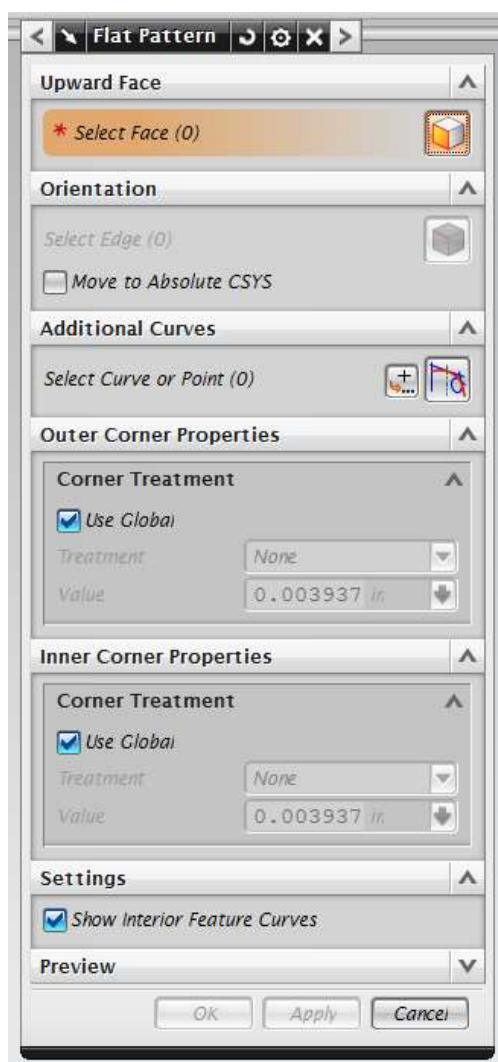 Flat Pattern
Upward Face
* Select Face (0)
Orientation
Select Edge (0)
Move to Absolute CSYS
Additional Curves
Select Curve or Point (0)
Outer Corner Properties
Corner Treatment
Use Global
Treatment None
Value 0.003937 in
Inner Corner Properties
Corner Treatment
Use Global
Treatment None
Value 0.003937 in
Settings
Show Interior Feature Curves
Preview
OK Apply Cancel